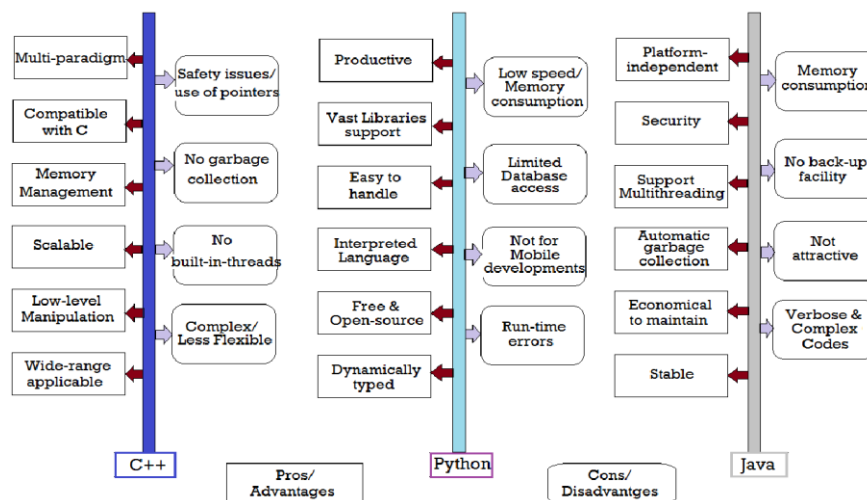 Multi-paradigm
Compatible
with C
Memory
Management
Scalable
Low-level
Manipulation
Wide-range
applicable
Safety issues/
use of pointers
No garbage
collection
No
built-in-threads
Complex/
Less Flexible
C++
Productive
Vast Libraries
support
Easy to
handle
Interpreted
Language
Free &
Open-source
Dynamically
typed
Low speed/
Memory
consumption
Limited
Database
access
Not for
Mobile
developments
Run-time
errors
Python
Platform-
independent
Security
Support
Multithreading
Automatic
garbage
collection
Economical
to maintain
Stable
Memory
consumption
No back-up
facility
Not
attractive
Verbose &
Complex
Codes
Java
Pros/
Advantages
Cons/
Disadvantges